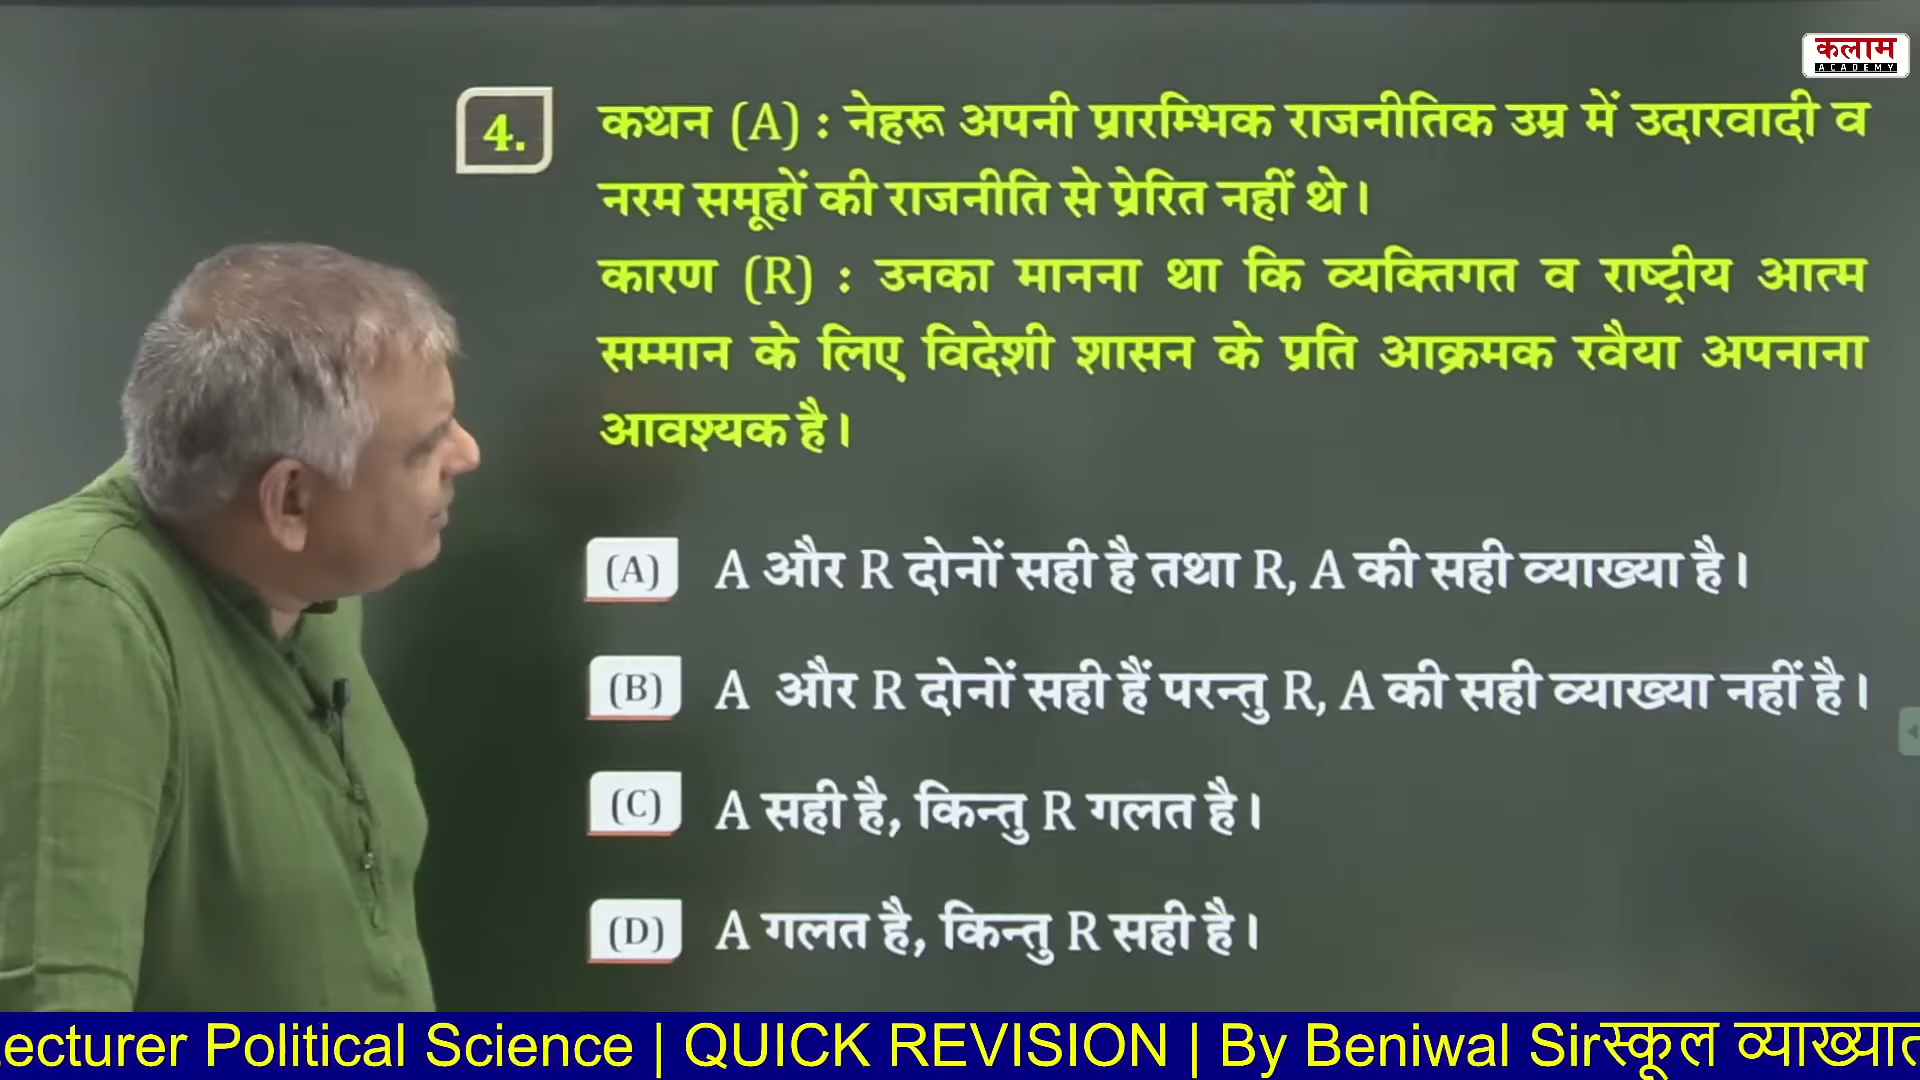 कलाम
ACADEMY
4.
कथन (A) : नेहरू अपनी प्रारम्भिक राजनीतिक उम्र में उदारवादी व
नरम समूहों की राजनीति से प्रेरित नहीं थे।
कारण (R) : उनका मानना था कि व्यक्तिगत व राष्ट्रीय आत्म
सम्मान के लिए विदेशी शासन के प्रति आक्रमक रवैया अपनाना
आवश्यक है।
(A) A और R दोनों सही है तथा R, A की सही व्याख्या है।
(B) A और R दोनों सही हैं परन्तु R, A की सही व्याख्या नहीं है।
(C) A सही है, किन्तु R गलत है।
(D) A गलत है, किन्तु R सही है।
Political Science | QUICK REVISION | By Beniwal Sirस्कूल